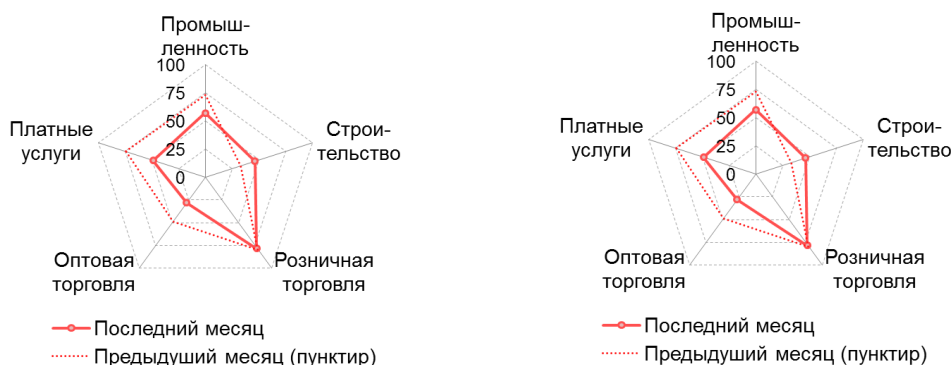 Промыш-
ленность
100
75
50
25
0
Платные
услуги
Строи-
тельство
Оптовая
торговля
Розничная
торговля
Последний месяц
Предыдуший месяц (пунктир)
Промыш-
ленность
100
75
50
25
0
Платные
услуги
Строи-
тельство
Оптовая
торговля
Розничная
торговля
Последний месяц
Предыдуший месяц (пунктир)